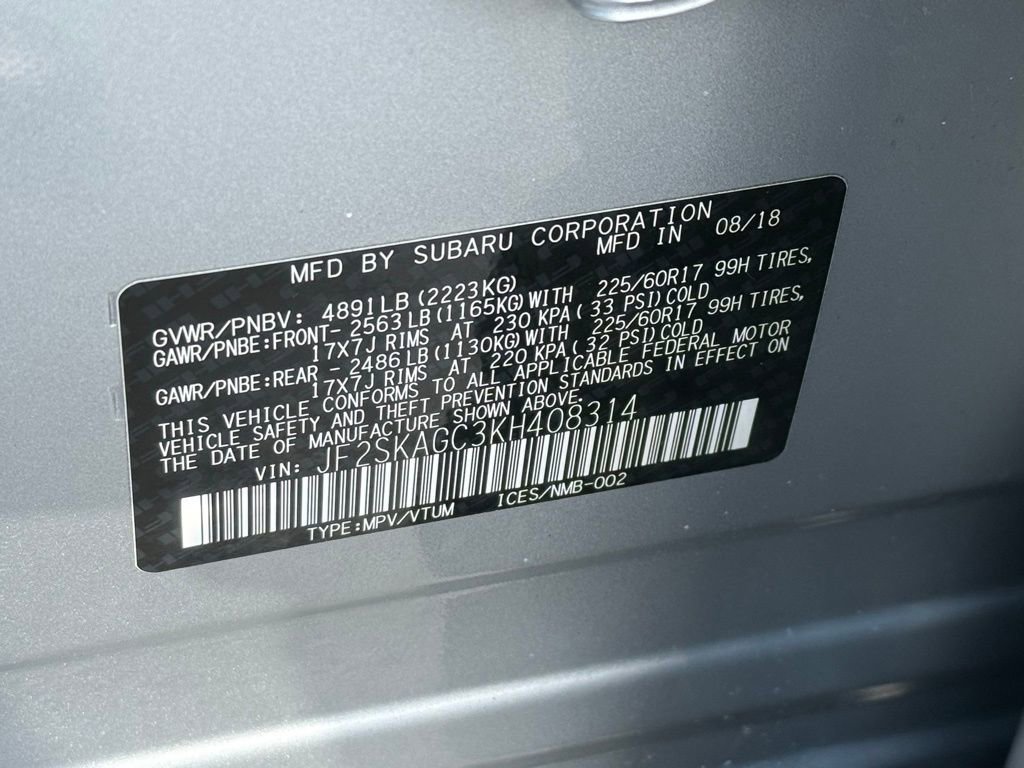 MFD BY SUBARU CORPORATION
MFD IN 08/18
GVWR/PNBV: 4891LB (2223KG)
GAWR/PNBE:FRONT- 2563 LB (1165KG) WITH 225/60R17 99H TIRES,
17X7J RIMS AT 230 KPA ( 33 PSI) COLD
GAWR/PNBE:REAR - 2486 LB (1130KG) WITH 225/60R17 99H TIRES,
17X7J RIMS AT 220 KPA ( 32 PSI) COLD
THIS VEHICLE CONFORMS TO ALL APPLICABLE FEDERAL MOTOR
VEHICLE SAFETY AND THEFT PREVENTION STANDARDS IN EFFECT ON
THE DATE OF MANUFACTURE SHOWN ABOVE.
VIN: JF2SKAGC3KH408314
TYPE:MPV/VTUM ICES/NMB-002